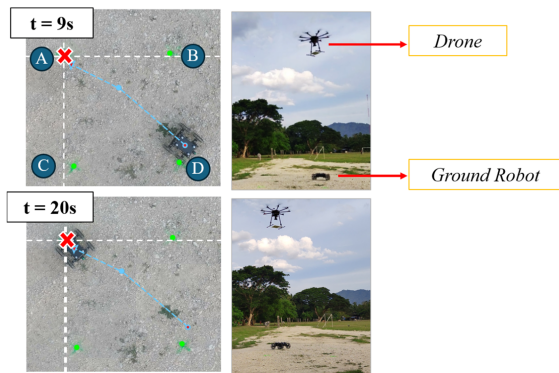 t = 9s
A
B
C
D
Drone
Ground Robot
t = 20s